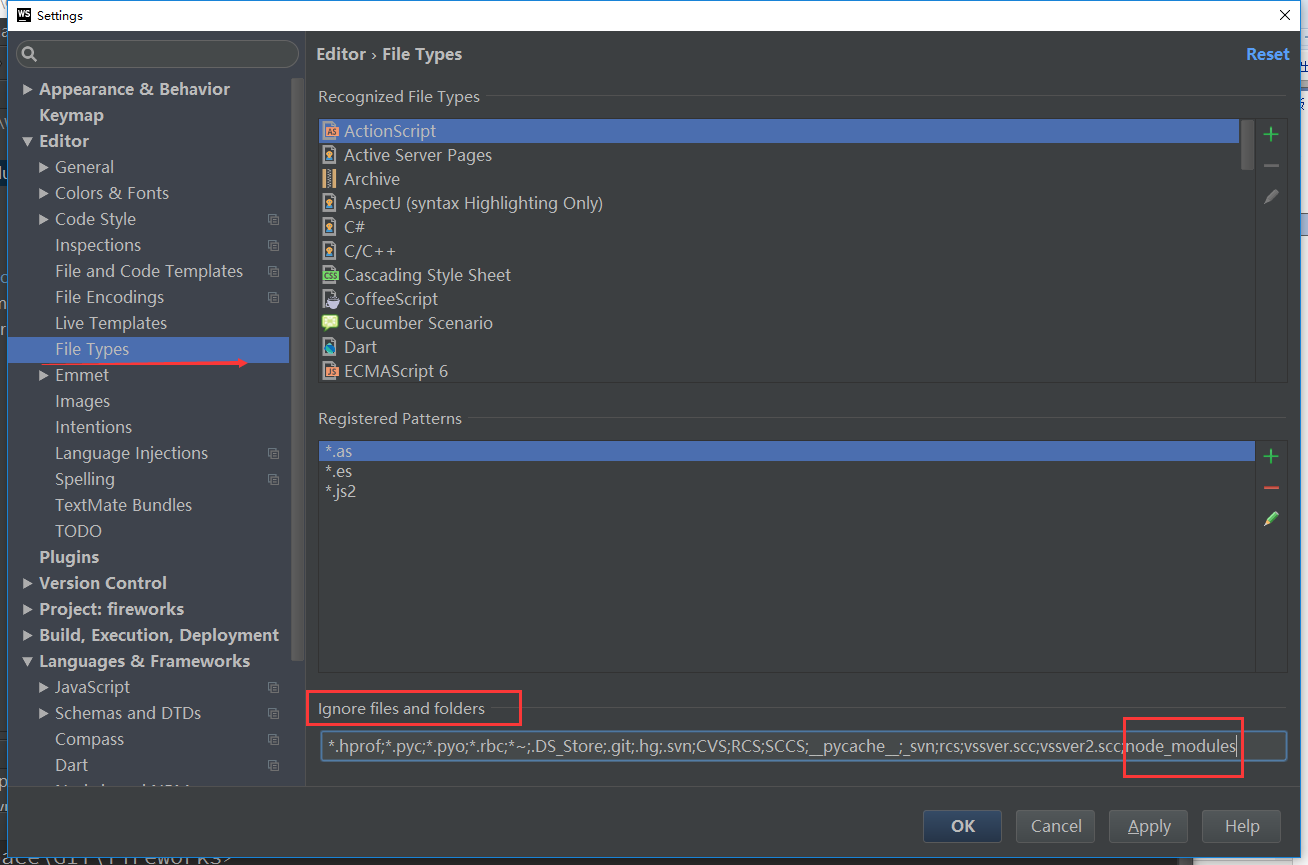 WS Settings
Editor › File Types
Reset
Appearance & Behavior
Keymap
Editor
General
Colors & Fonts
Code Style
Inspections
File and Code Templates
File Encodings
Live Templates
File Types
Emmet
Images
Intentions
Language Injections
Spelling
TextMate Bundles
TODO
Plugins
Version Control
Project: fireworks
Build, Execution, Deployment
Languages & Frameworks
JavaScript
Schemas and DTDs
Compass
Dart
Recognized File Types
ActionScript
Active Server Pages
Archive
AspectJ (syntax Highlighting Only)
C#
C/C++
Cascading Style Sheet
CoffeeScript
Cucumber Scenario
Dart
ECMAScript 6
Registered Patterns
*.as
*.es
*.js2
Ignore files and folders
*.hprof;*.pyc;*.pyo;*.rbc;*~;.DS_Store;.git;.hg;.svn;CVS;RCS;SCCS;__pycache__;_svn;rcs;vssver.scc;vssver2.scc;node_modules
OK
Cancel
Apply
Help